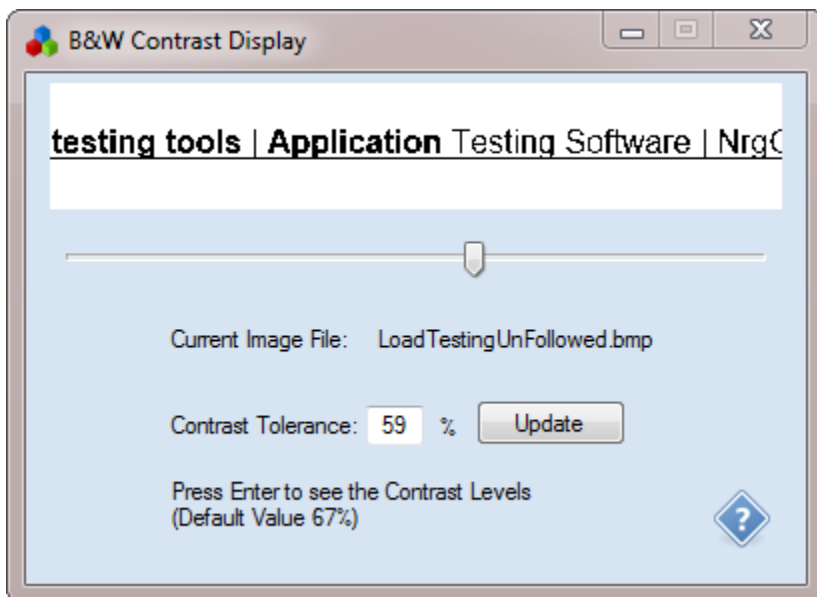 B&W Contrast Display
testing tools | Application Testing Software | Nrg
Current Image File: LoadTestingUnFollowed.bmp
Contrast Tolerance: 59 % Update
Press Enter to see the Contrast Levels
(Default Value 67%)
?